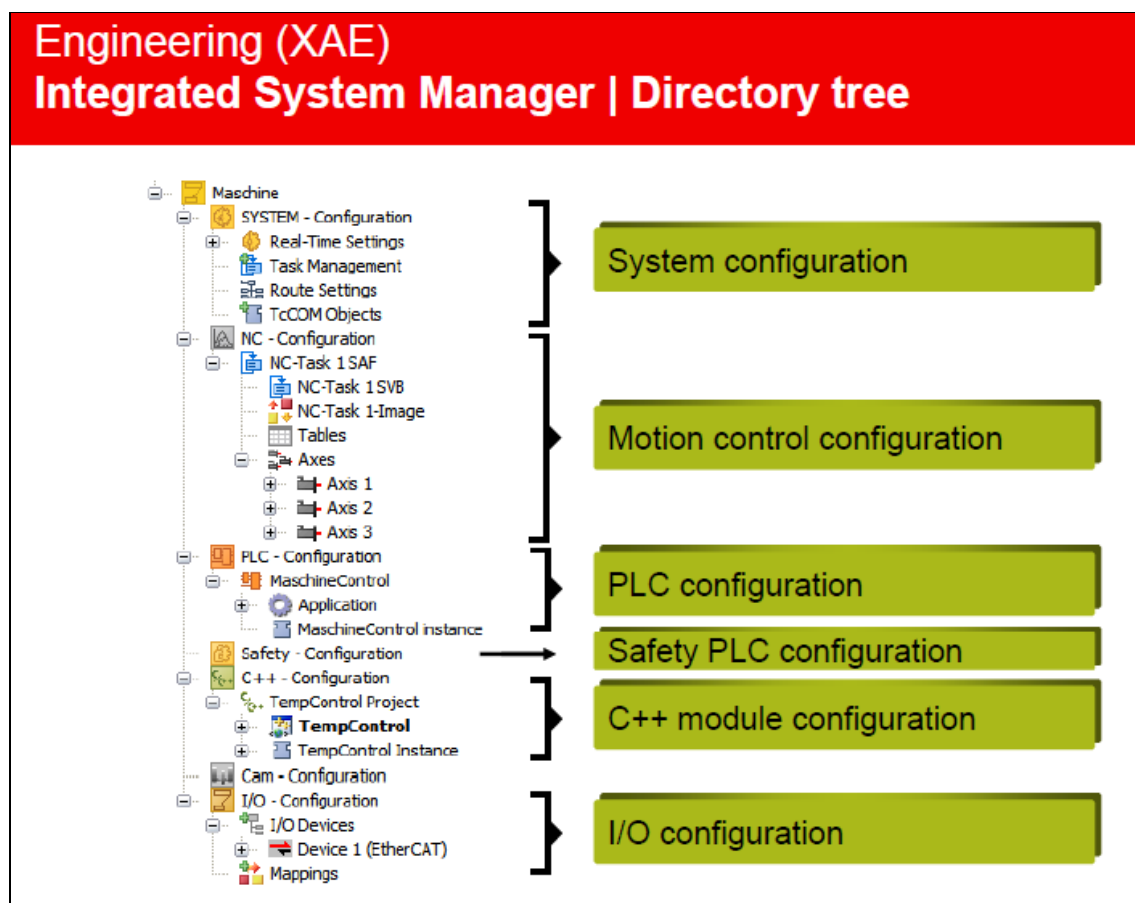 Engineering (XAE)
Integrated System Manager | Directory tree
Maschine
SYSTEM - Configuration
Real-Time Settings
Task Management
Route Settings
TcCOM Objects
System configuration
NC - Configuration
NC-Task 1 SAF
NC-Task 1 SVB
NC-Task 1-Image
Tables
Axes
Axis 1
Axis 2
Axis 3
Motion control configuration
PLC - Configuration
MaschineControl
Application
MaschineControl instance
PLC configuration
Safety - Configuration
Safety PLC configuration
C++ - Configuration
TempControl Project
TempControl
TempControl Instance
C++ module configuration
Cam - Configuration
I/O - Configuration
I/O Devices
Device 1 (EtherCAT)
Mappings
I/O configuration